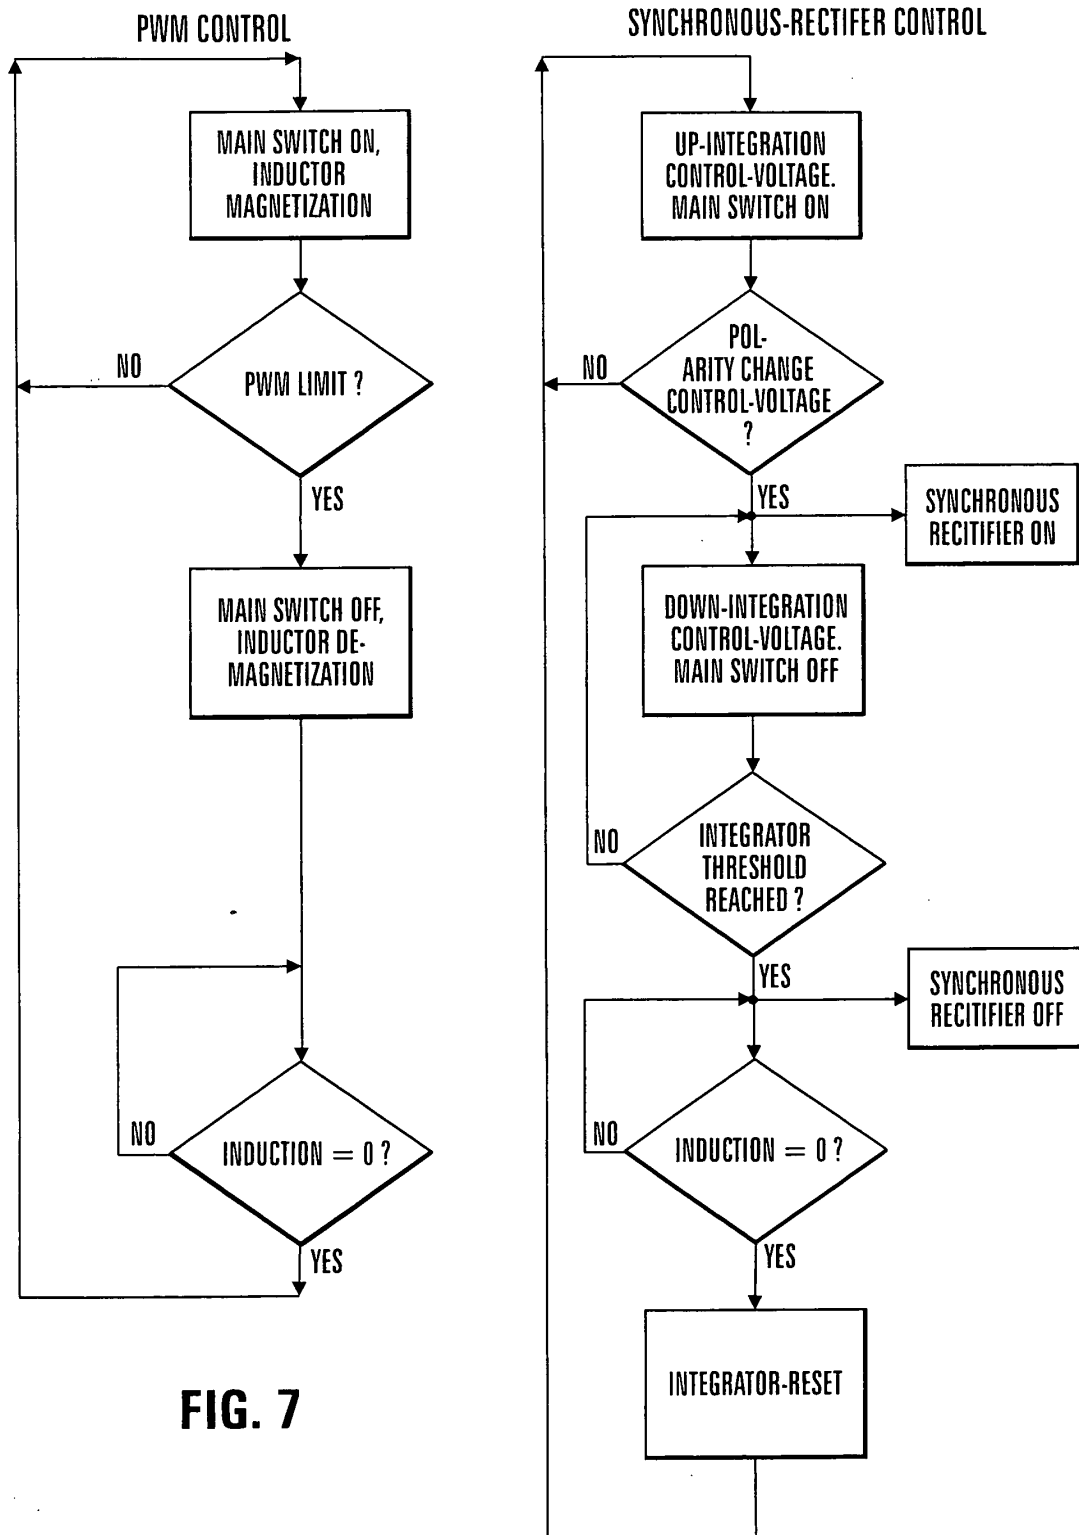 PWM CONTROL
MAIN SWITCH ON,
INDUCTOR
MAGNETIZATION
NO
PWM LIMIT ?
YES
MAIN SWITCH OFF,
INDUCTOR DE-
MAGNETIZATION
NO
INDUCTION = 0 ?
YES
SYNCHRONOUS-RECTIFER CONTROL
UP-INTEGRATION
CONTROL-VOLTAGE.
MAIN SWITCH ON
NO
POL-
ARITY CHANGE
CONTROL-VOLTAGE
?
YES
SYNCHRONOUS
RECITIFIER ON
DOWN-INTEGRATION
CONTROL-VOLTAGE.
MAIN SWITCH OFF
NO
INTEGRATOR
THRESHOLD
REACHED ?
YES
SYNCHRONOUS
RECITIFIER OFF
NO
INDUCTION = 0 ?
YES
INTEGRATOR-RESET
FIG. 7